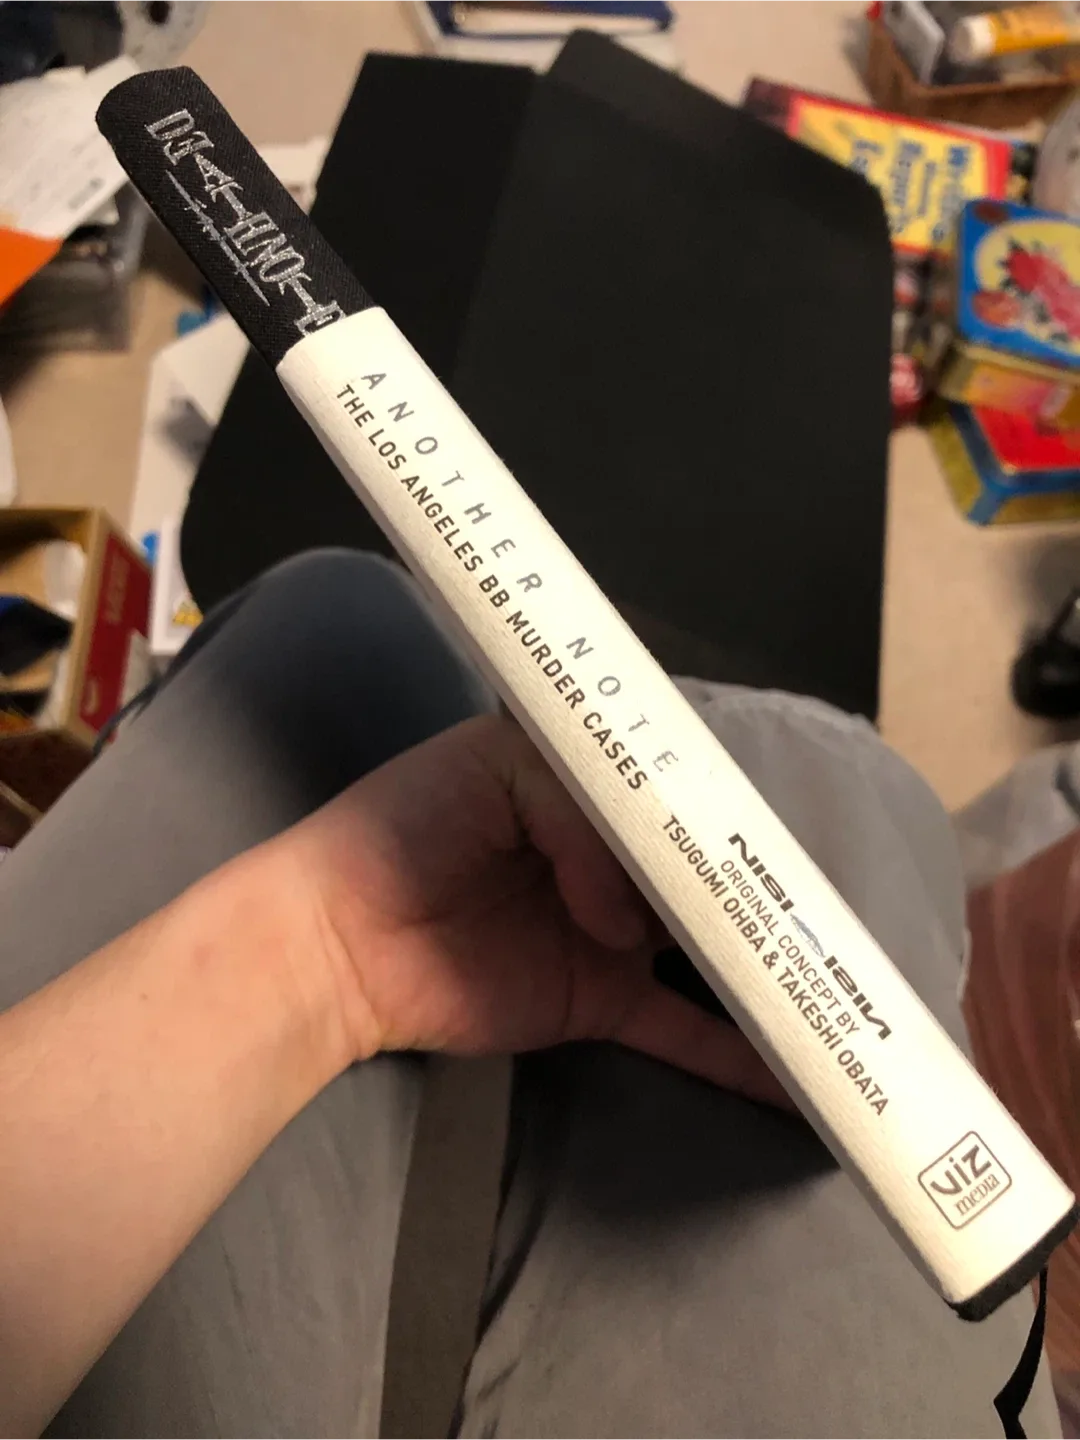 DEATH NOTE
ANOTHER NOTE
THE LOS ANGELES BB MURDER CASES
NISIOISIN
ORIGINAL CONCEPT BY
TSUGUMI OHBA & TAKESHI OBATA
VIZ
MEDIA